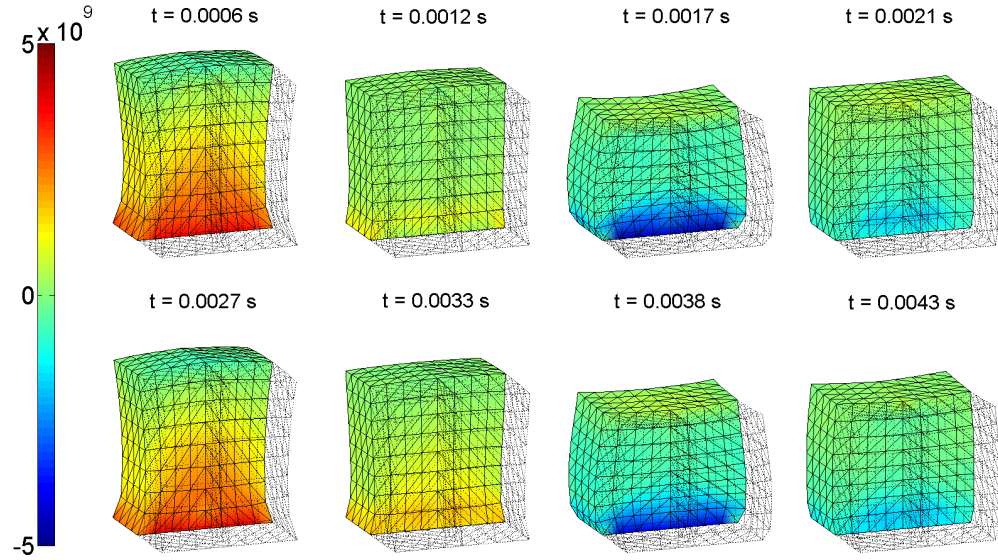 5 x 10^9
0
-5
t = 0.0006 s
t = 0.0012 s
t = 0.0017 s
t = 0.0021 s
t = 0.0027 s
t = 0.0033 s
t = 0.0038 s
t = 0.0043 s